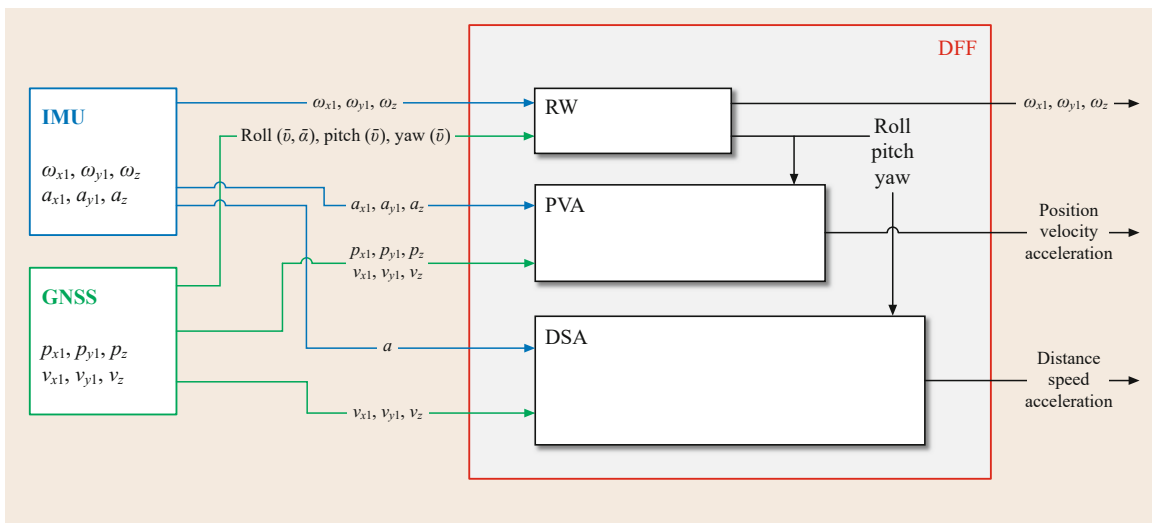 DFF
IMU
ωx1, ωy1, ωz
ax1, ay1, az
GNSS
px1, py1, pz
vx1, vy1, vz
ωx1, ωy1, ωz
Roll (ῡ, ᾱ), pitch (ῡ), yaw (ῡ)
ax1, ay1, az
px1, py1, pz
vx1, vy1, vz
a
vx1, vy1, vz
RW
PVA
DSA
Roll
pitch
yaw
ωx1, ωy1, ωz
Position
velocity
acceleration
Distance
speed
acceleration